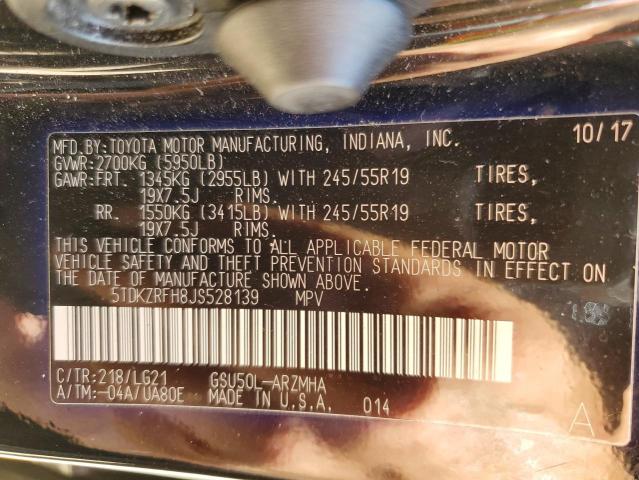 MFD.BY:TOYOTA MOTOR MANUFACTURING, INDIANA, INC. 10/17
GVWR:2700KG (5950LB)
GAWR:FRT. 1345KG (2955LB) WITH 245/55R19 TIRES,
19X7.5J RIMS.
RR. 1550KG (3415LB) WITH 245/55R19 TIRES,
19X7.5J RIMS.
THIS VEHICLE CONFORMS TO ALL APPLICABLE FEDERAL MOTOR
VEHICLE SAFETY AND THEFT PREVENTION STANDARDS IN EFFECT ON
THE DATE OF MANUFACTURE SHOWN ABOVE.
5TDKZRFH8JS528139 MPV
C/TR:218/LG21 GSU50L-ARZMHA
A/TM:-04A/UA80E MADE IN U.S.A. 014
A